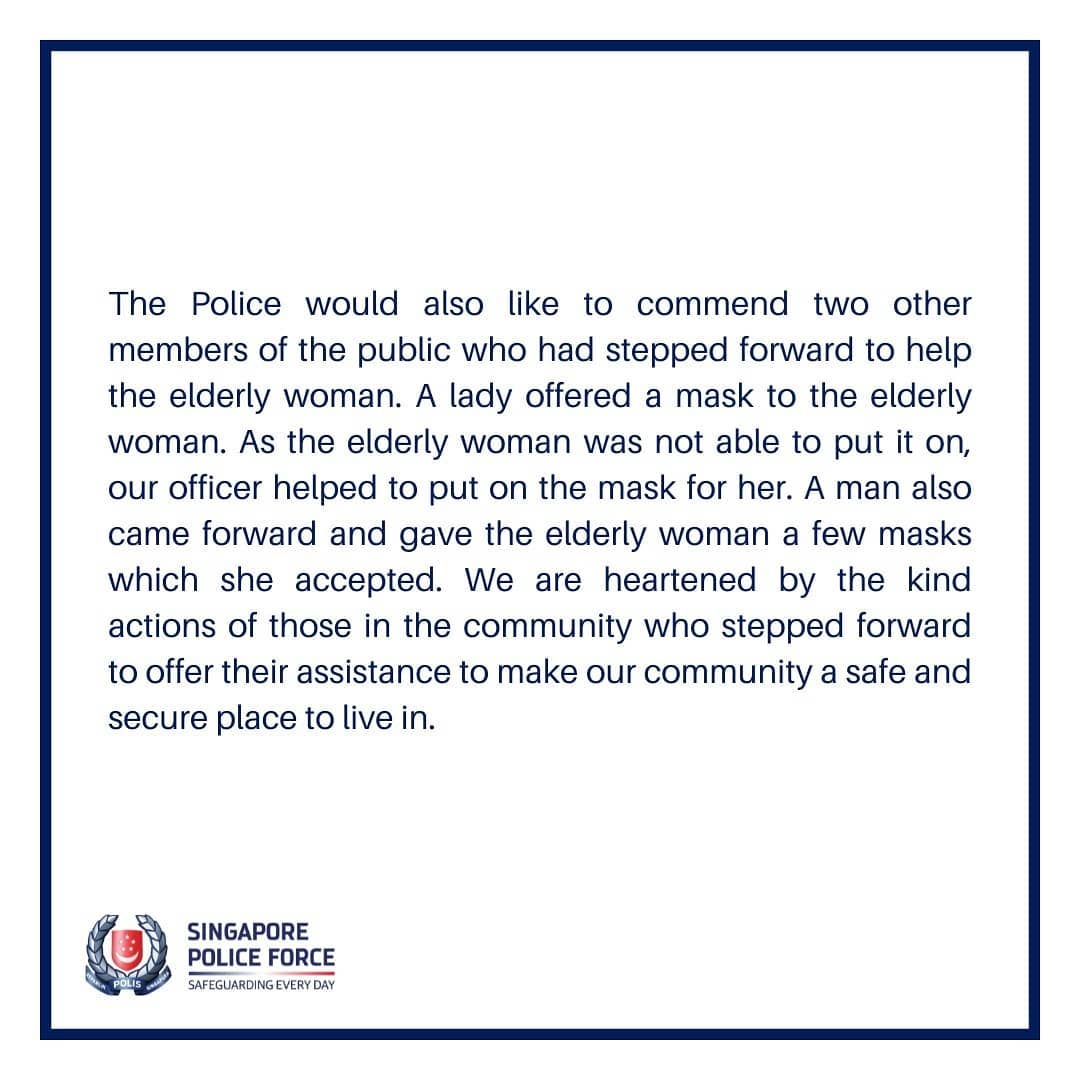 The Police would also like to commend two other
members of the public who had stepped forward to help
the elderly woman. A lady offered a mask to the elderly
woman. As the elderly woman was not able to put it on,
our officer helped to put on the mask for her. A man also
came forward and gave the elderly woman a few masks
which she accepted. We are heartened by the kind
actions of those in the community who stepped forward
to offer their assistance to make our community a safe and
secure place to live in.
POLIS
SINGAPORE
POLICE FORCE
SAFEGUARDING EVERY DAY